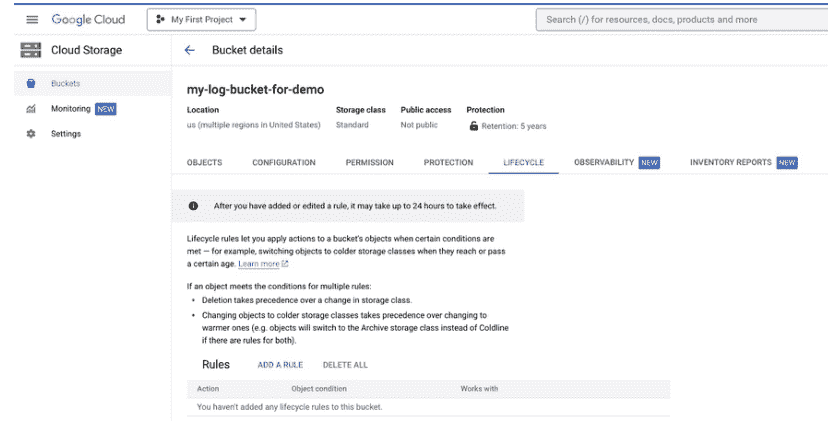 Google Cloud
My First Project
Search (/) for resources, docs, products and more
Cloud Storage
Bucket details
Buckets
Monitoring NEW
Settings
my-log-bucket-for-demo
Location Storage class Public access Protection
us (multiple regions in United States) Standard Not public Retention: 5 years
OBJECTS CONFIGURATION PERMISSION PROTECTION LIFECYCLE OBSERVABILITY NEW INVENTORY REPORTS NEW
After you have added or edited a rule, it may take up to 24 hours to take effect.
Lifecycle rules let you apply actions to a bucket's objects when certain conditions are
met — for example, switching objects to colder storage classes when they reach or pass
a certain age. Learn more
If an object meets the conditions for multiple rules:
• Deletion takes precedence over a change in storage class.
• Changing objects to colder storage classes takes precedence over changing to
warmer ones (e.g. objects will switch to the Archive storage class instead of Coldline
if there are rules for both).
Rules ADD A RULE DELETE ALL
Action Object condition Works with
You haven't added any lifecycle rules to this bucket.